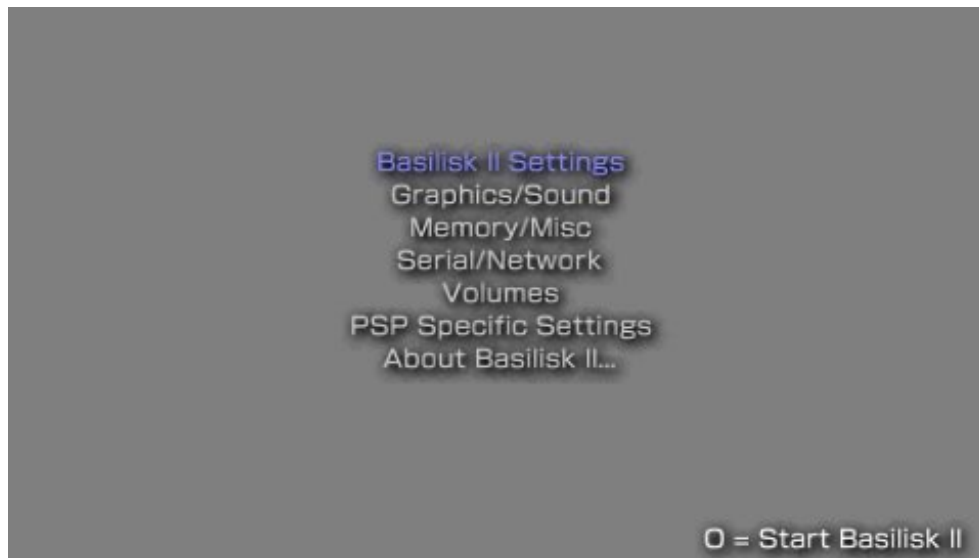 Basilisk II Settings
Graphics/Sound
Memory/Misc
Serial/Network
Volumes
PSP Specific Settings
About Basilisk II...
O = Start Basilisk II